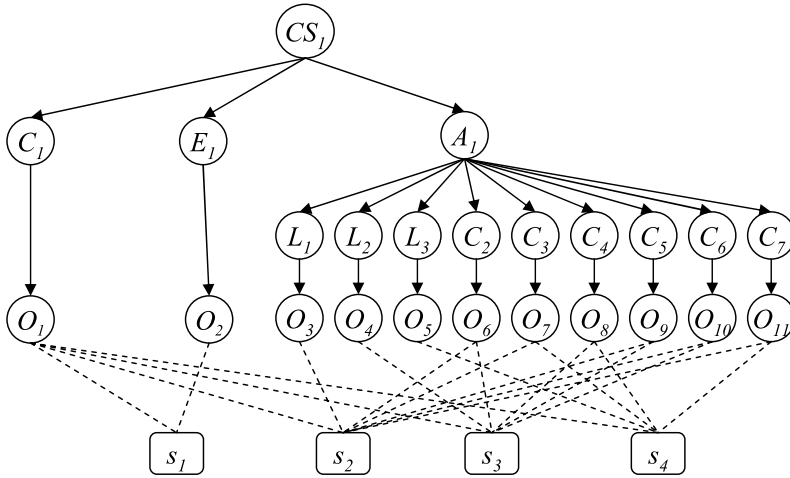 CS1
C1 E1 A1
L1 L2 L3 C2 C3 C4 C5 C6 C7
O1 O2 O3 O4 O5 O6 O7 O8 O9 O10 O11
s1 s2 s3 s4